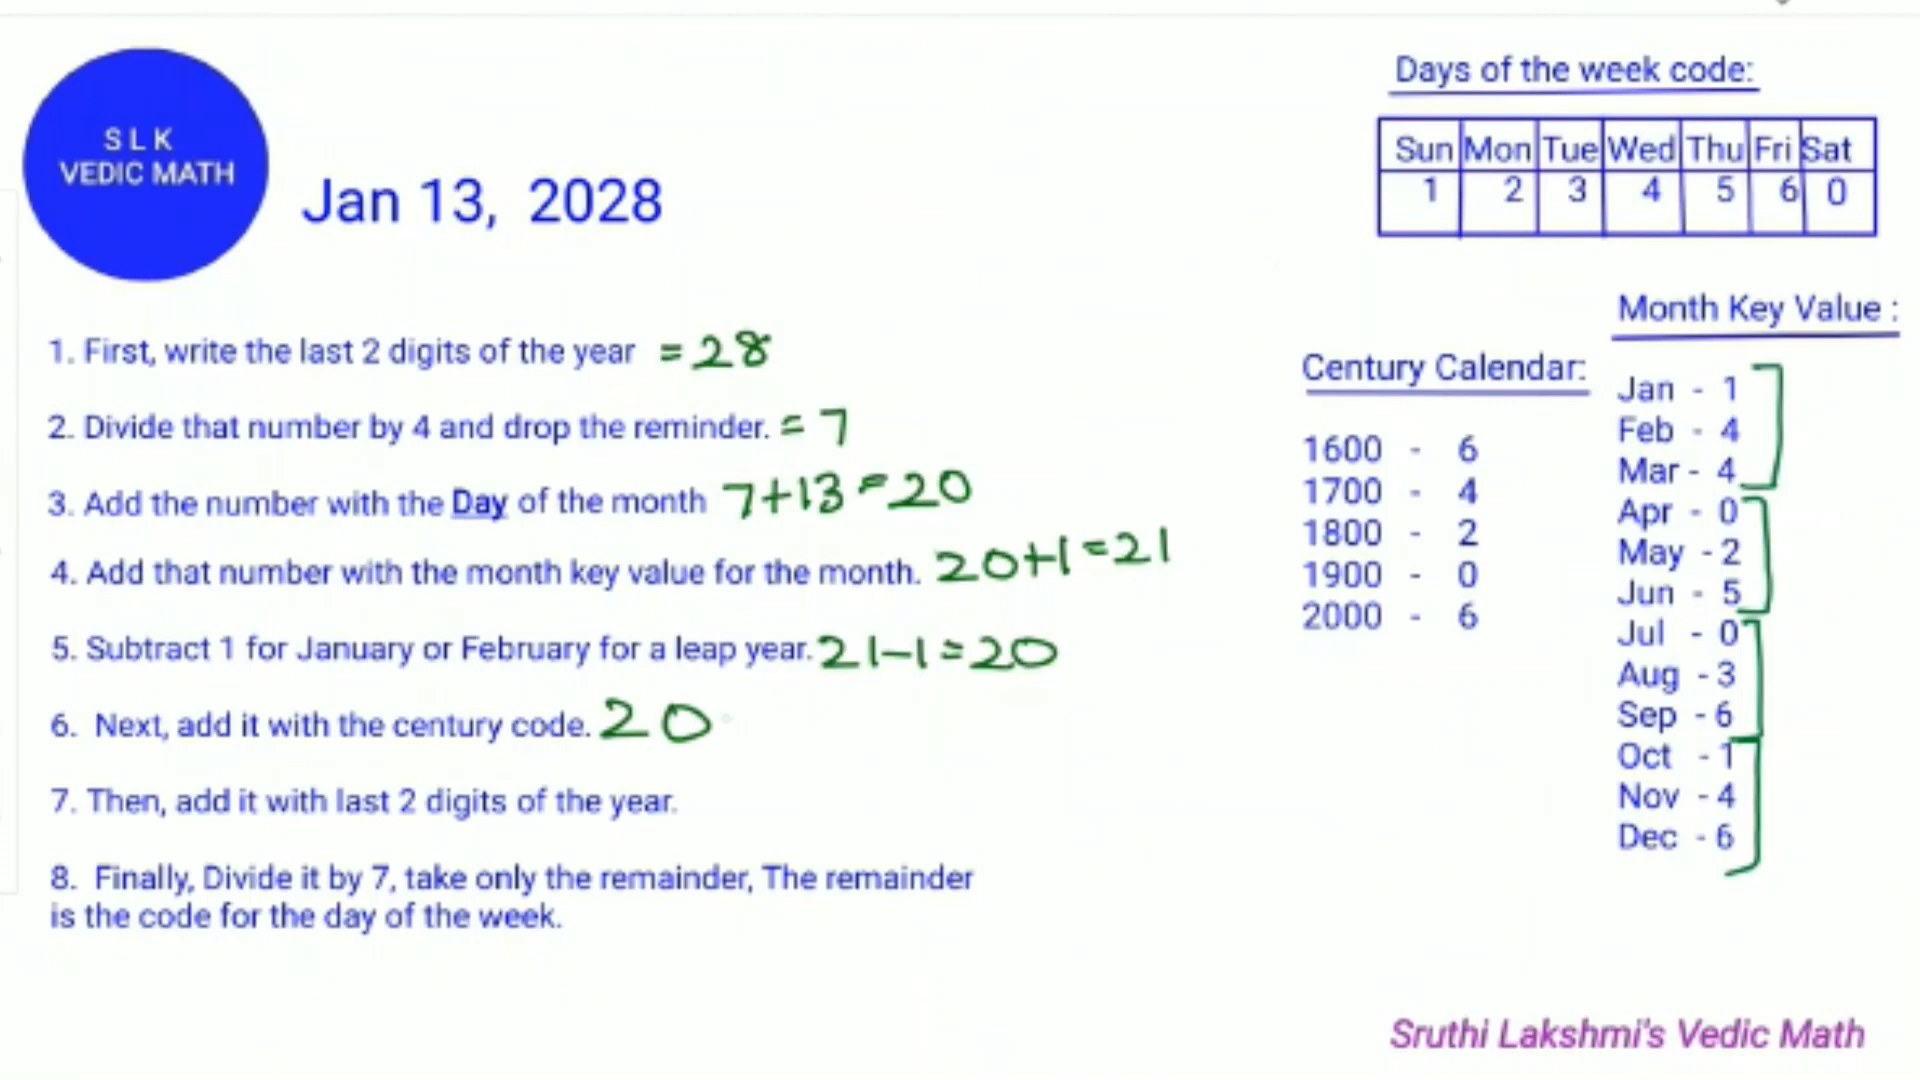 S L K
VEDIC MATH
Jan 13, 2028
1. First, write the last 2 digits of the year = 28
2. Divide that number by 4 and drop the reminder. = 7
3. Add the number with the Day of the month 7+13=20
4. Add that number with the month key value for the month. 20+1=21
5. Subtract 1 for January or February for a leap year. 21-1=20
6. Next, add it with the century code. 20
7. Then, add it with last 2 digits of the year.
8. Finally, Divide it by 7, take only the remainder, The remainder
is the code for the day of the week.
Days of the week code:
Sun Mon Tue Wed Thu Fri Sat
1 2 3 4 5 6 0
Century Calendar:
1600 - 6
1700 - 4
1800 - 2
1900 - 0
2000 - 6
Month Key Value :
Jan - 1
Feb - 4
Mar - 4
Apr - 0
May - 2
Jun - 5
Jul - 0
Aug - 3
Sep - 6
Oct - 1
Nov - 4
Dec - 6
Sruthi Lakshmi's Vedic Math